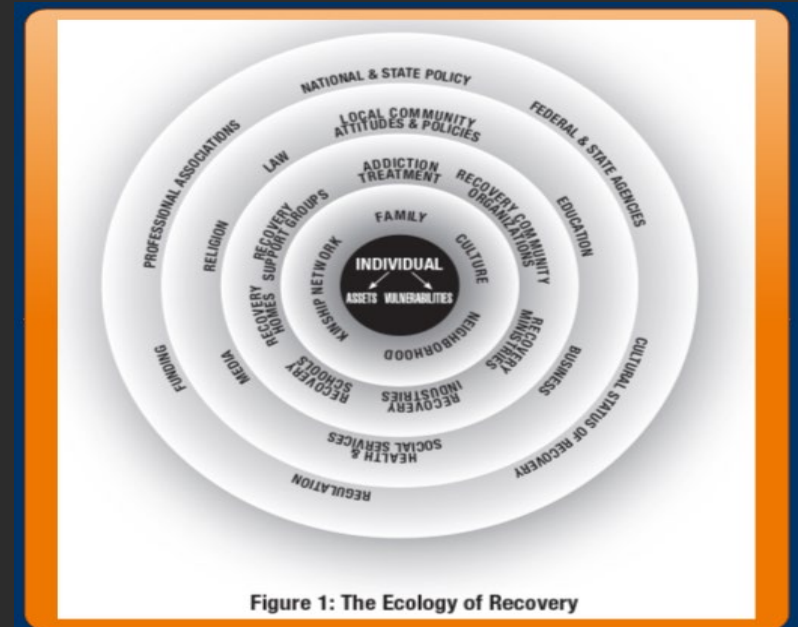 NATIONAL & STATE POLICY
FEDERAL & STATE AGENCIES
CULTURAL STATUS OF RECOVERY
REGULATION
FUNDING
PROFESSIONAL ASSOCIATIONS
LOCAL COMMUNITY
ATTITUDES & POLICIES
EDUCATION
BUSINESS
HEALTH &
SOCIAL SERVICES
MEDIA
RELIGION
LAW
ADDICTION
TREATMENT
RECOVERY COMMUNITY
ORGANIZATIONS
RECOVERY
MINISTRIES
RECOVERY
INDUSTRIES
RECOVERY
SCHOOLS
RECOVERY
HOMES
RECOVERY
SUPPORT GROUPS
FAMILY
CULTURE
NEIGHBORHOOD
KINSHIP NETWORK
INDIVIDUAL
ASSETS VULNERABILITIES
Figure 1: The Ecology of Recovery